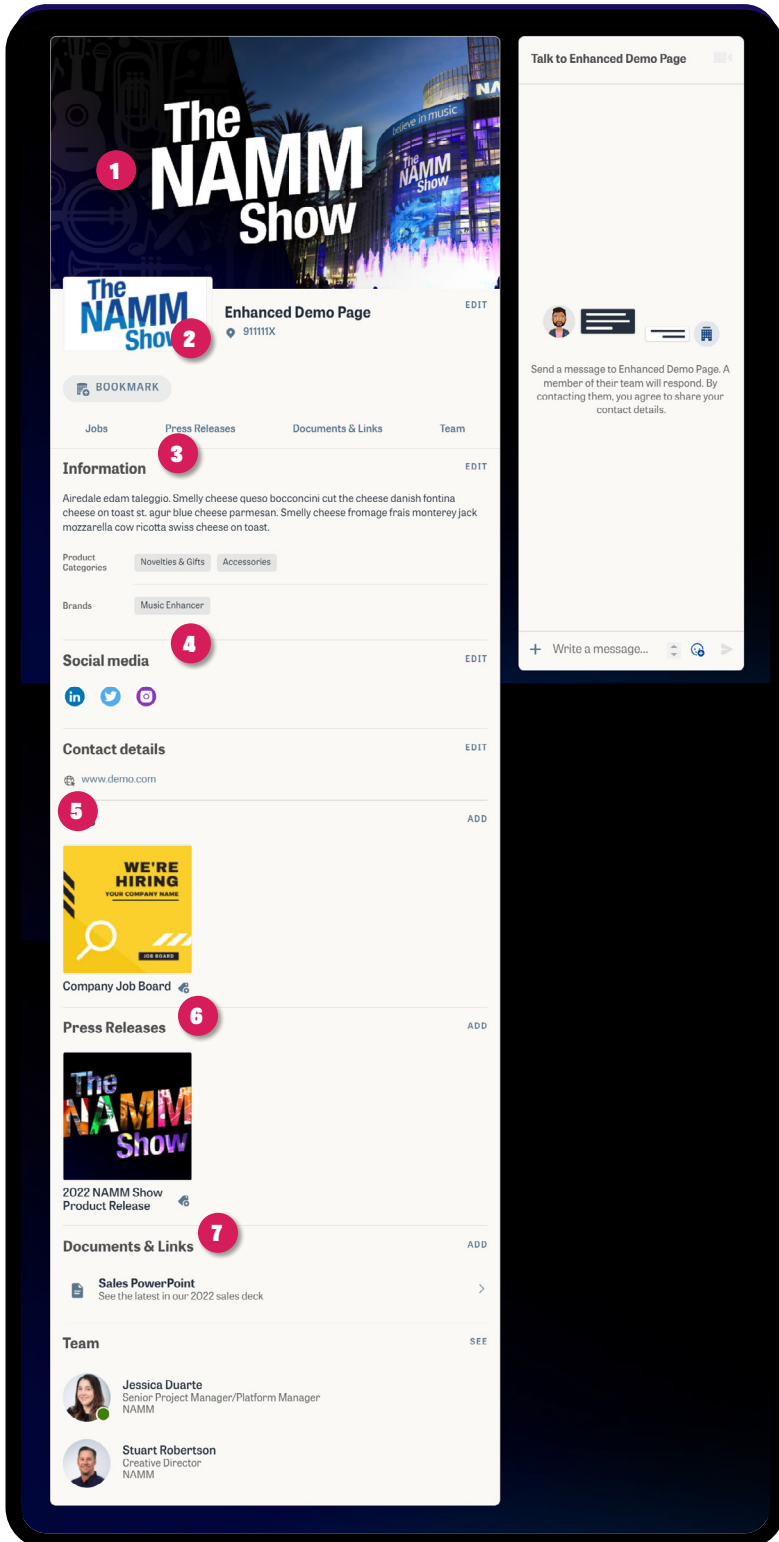 The
NAMM
Show
believe in music
NA
The
NAMM
Show
1
The
NAMM
Show
2
Enhanced Demo Page
EDIT
911111X
BOOKMARK
Jobs
Press Releases
Documents & Links
Team
3
Information
EDIT
Airedale edam taleggio. Smelly cheese queso bocconcini cut the cheese danish fontina
cheese on toast st. agur blue cheese parmesan. Smelly cheese fromage frais monterey jack
mozzarella cow ricotta swiss cheese on toast.
Product
Categories
Novelties & Gifts
Accessories
Brands
Music Enhancer
4
Social media
EDIT
in
Contact details
EDIT
www.demo.com
5
ADD
WE'RE
HIRING
YOUR COMPANY NAME
JOB BOARD
Company Job Board
6
Press Releases
ADD
The
NAMM
Show
2022 NAMM Show
Product Release
7
Documents & Links
ADD
Sales PowerPoint
See the latest in our 2022 sales deck
Team
SEE
Jessica Duarte
Senior Project Manager/Platform Manager
NAMM
Stuart Robertson
Creative Director
NAMM
Talk to Enhanced Demo Page
Send a message to Enhanced Demo Page. A
member of their team will respond. By
contacting them, you agree to share your
contact details.
Write a message...